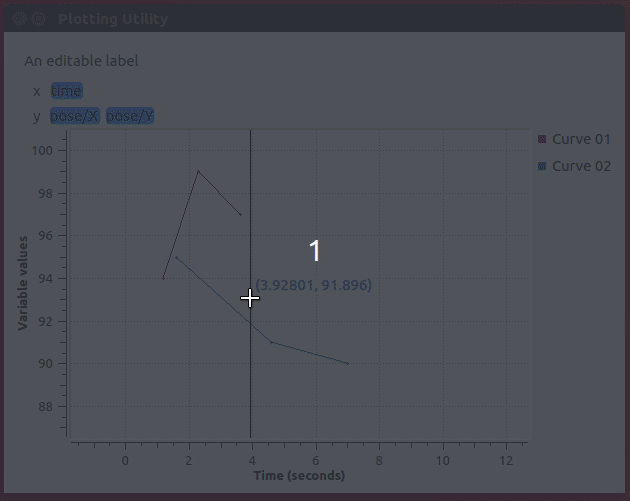 Plotting Utility
An editable label
x time
y pose/X pose/Y
Curve 01
Curve 02
100
98
96
94
92
90
88
Variable values
1
(3.92801, 91.896)
0 2 4 6 8 10 12
Time (seconds)